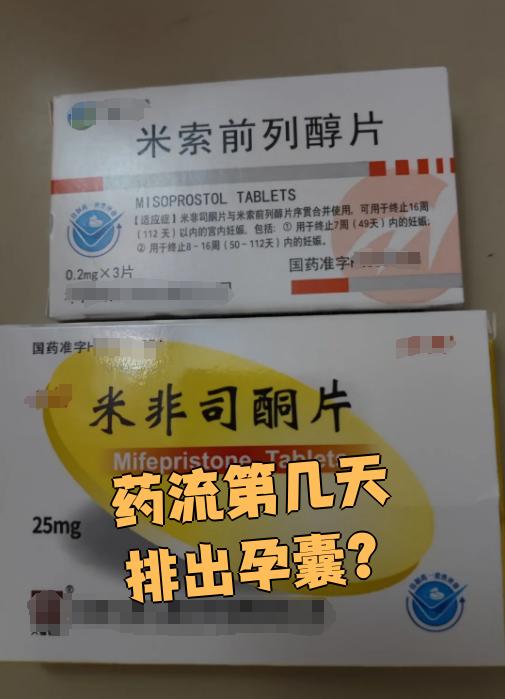 米索前列醇片
MISOPROSTOL TABLETS
【适应症】米非司酮片与米索前列醇片序贯合并使用，可用于终止16周
（112 天）以内的宫内妊娠。包括：① 用于终止7周（49天）内的妊娠；
② 用于终止8－16周（50－112天）内的妊娠。
0.2mg×3片
国药准字H
国药准字H
米非司酮片
Mifepristone Tablets
25mg
药流第几天
排出孕囊？